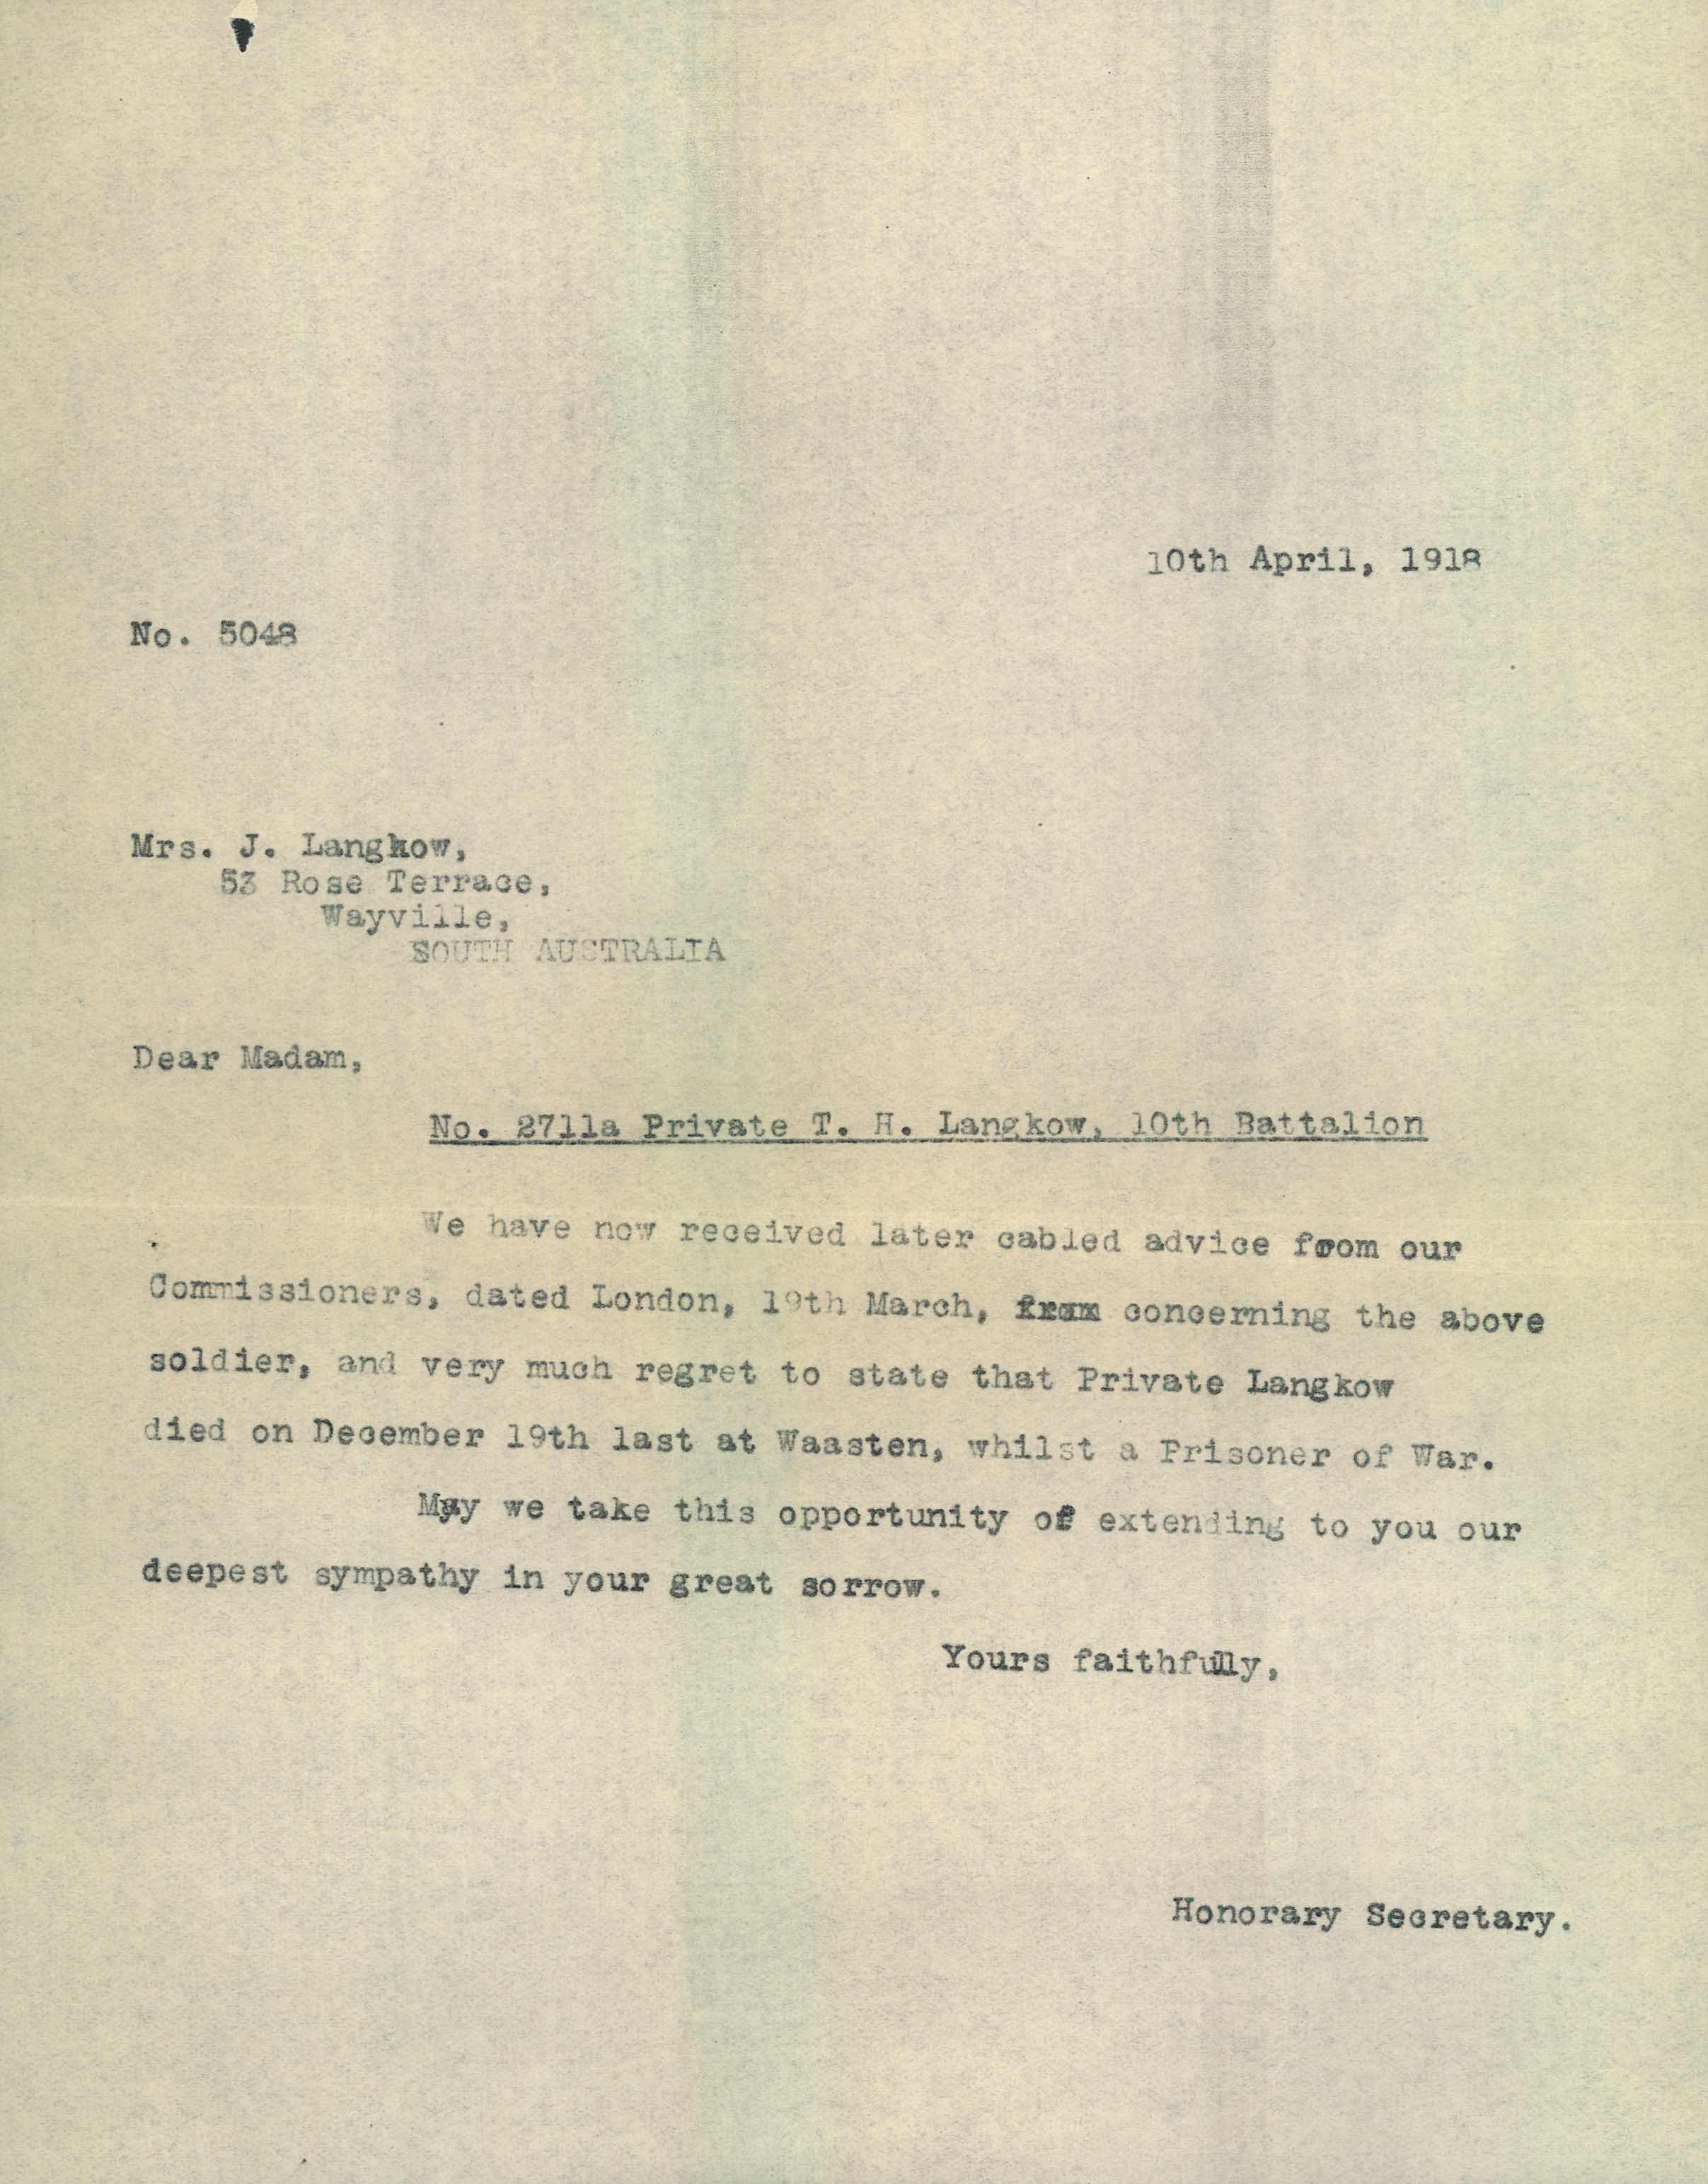 10th April, 1918
No. 5048
Mrs. J. Langkow,
53 Rose Terrace,
Wayville,
SOUTH AUSTRALIA
Dear Madam,
No. 2711a Private T. H. Langkow, 10th Battalion
We have now received later cabled advice from our
Commissioners, dated London, 19th March, from concerning the above
soldier, and very much regret to state that Private Langkow
died on December 19th last at Waasten, whilst a Prisoner of War.
May we take this opportunity of extending to you our
deepest sympathy in your great sorrow.
Yours faithfully,
Honorary Secretary.